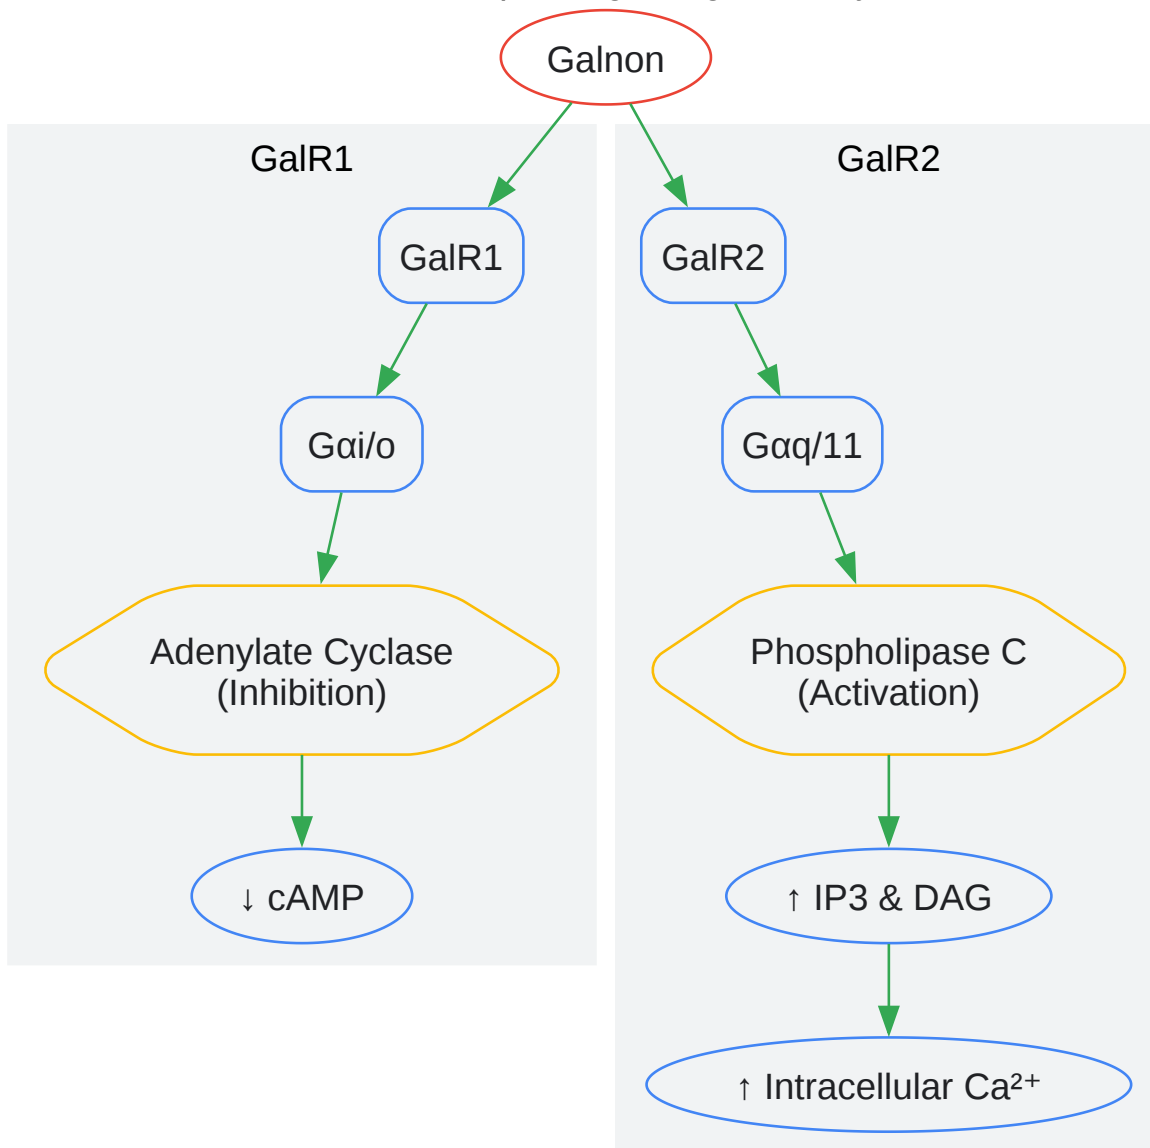 Galnon
GalR1
GalR2
GalR1
GalR2
Gαi/o
Gαq/11
Adenylate Cyclase
(Inhibition)
Phospholipase C
(Activation)
↓ cAMP
↑ IP3 & DAG
↑ Intracellular Ca²⁺